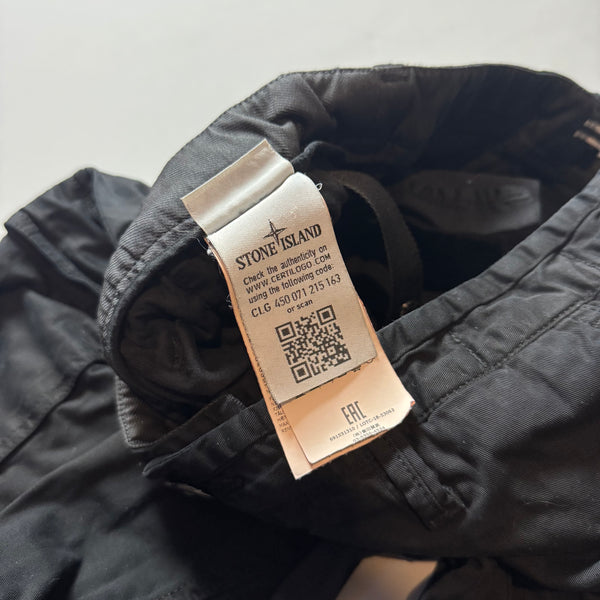 STONE ISLAND
Check the authenticity on
WWW.CERTILOGO.COM
using the following code:
CLG 450 071 215 163
or scan
EAC